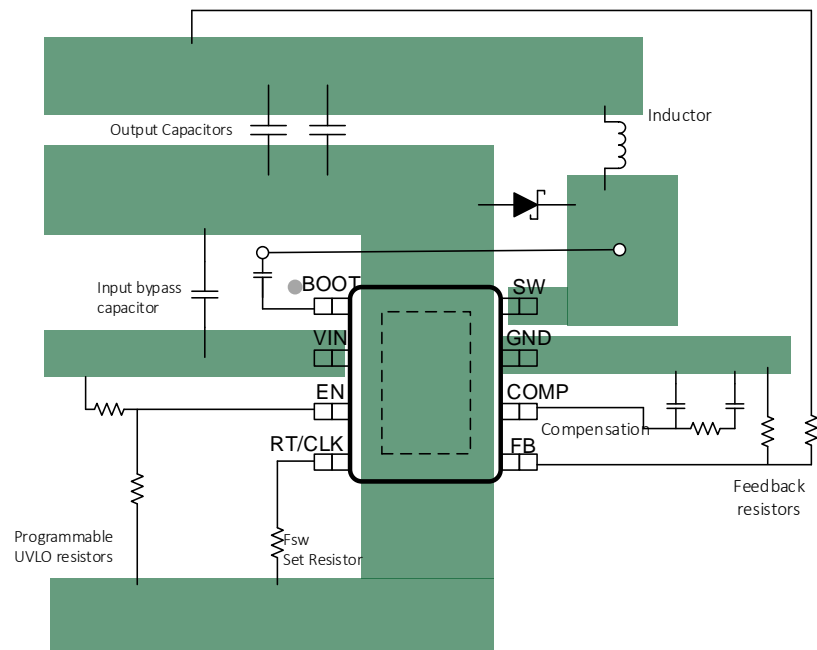 Output Capacitors
Inductor
Input bypass
capacitor
BOOT
SW
VIN
GND
EN
COMP
Compensation
RT/CLK
FB
Feedback
resistors
Programmable
UVLO resistors
Fsw
Set Resistor